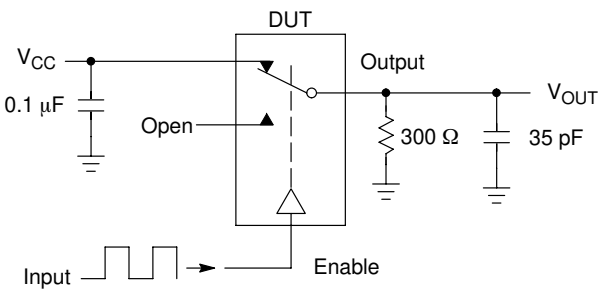 DUT
VCC
Output
VOUT
0.1 μF
Open
300 Ω
35 pF
Input
Enable